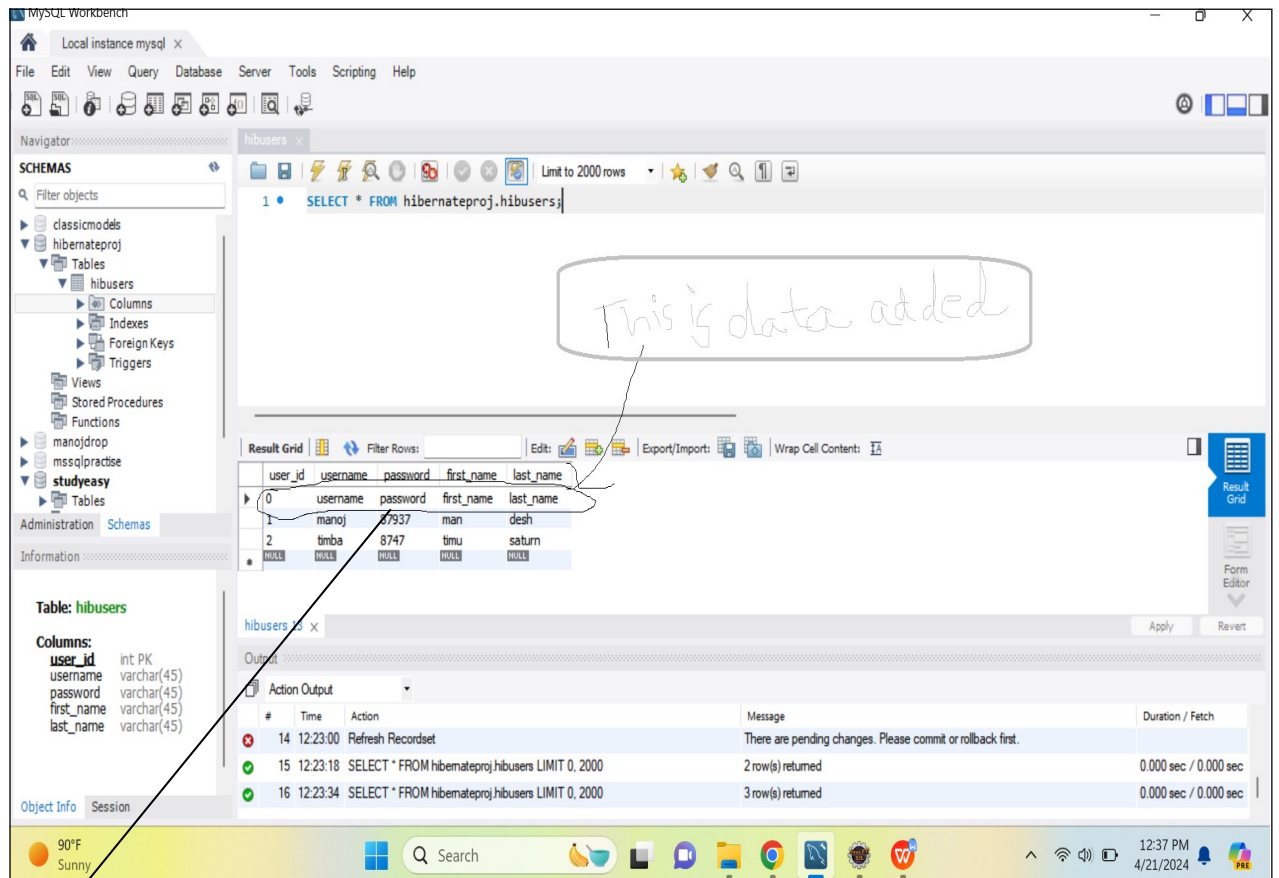 MySQL Workbench
Local instance mysql
File Edit View Query Database Server Tools Scripting Help
Navigator
SCHEMAS
Filter objects
classicmodels
hibernateproj
Tables
hibusers
Columns
Indexes
Foreign Keys
Triggers
Views
Stored Procedures
Functions
manojdrop
mssqlpractise
studyeasy
Tables
Administration Schemas
Information
Table: hibusers
Columns:
user_id int PK
username varchar(45)
password varchar(45)
first_name varchar(45)
last_name varchar(45)
Object Info Session
hibusers
Limit to 2000 rows
1 SELECT * FROM hibernateproj.hibusers;
This is data added
Result Grid Filter Rows: Edit: Export/Import: Wrap Cell Content:
user_id username password first_name last_name
0 username password first_name last_name
1 manoj 87937 man desh
2 timba 8747 timu saturn
NULL NULL NULL NULL NULL
Result Grid
Form Editor
hibusers 13 Apply Revert
Output
Action Output
# Time Action Message Duration / Fetch
14 12:23:00 Refresh Recordset There are pending changes. Please commit or rollback first.
15 12:23:18 SELECT * FROM hibernateproj.hibusers LIMIT 0, 2000 2 row(s) returned 0.000 sec / 0.000 sec
16 12:23:34 SELECT * FROM hibernateproj.hibusers LIMIT 0, 2000 3 row(s) returned 0.000 sec / 0.000 sec
90°F
Sunny
Search
12:37 PM
4/21/2024
PRE